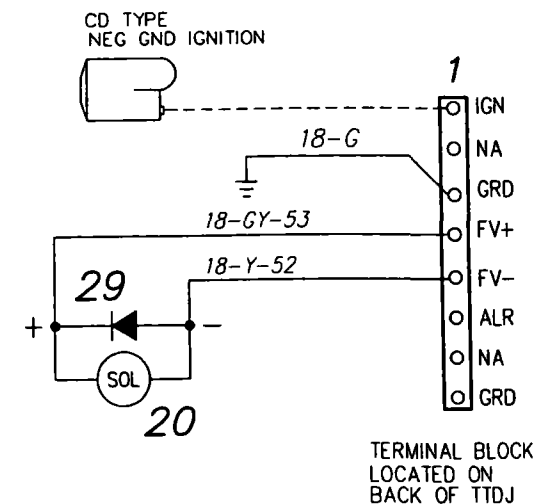 CD TYPE
NEG GND IGNITION
1
IGN
18-G
NA
GRD
18-GY-53
FV+
18-Y-52
FV-
29
+
-
ALR
SOL
NA
20
GRD
TERMINAL BLOCK
LOCATED ON
BACK OF TTDJ